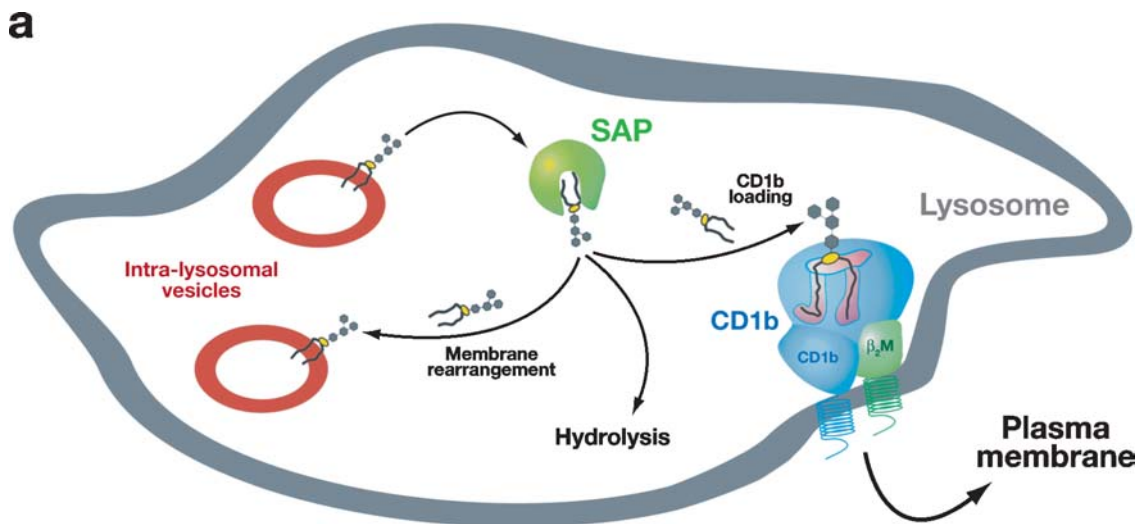 a
SAP
CD1b
loading
Lysosome
Intra-lysosomal
vesicles
CD1b
CD1b
β₂M
Membrane
rearrangement
Hydrolysis
Plasma
membrane